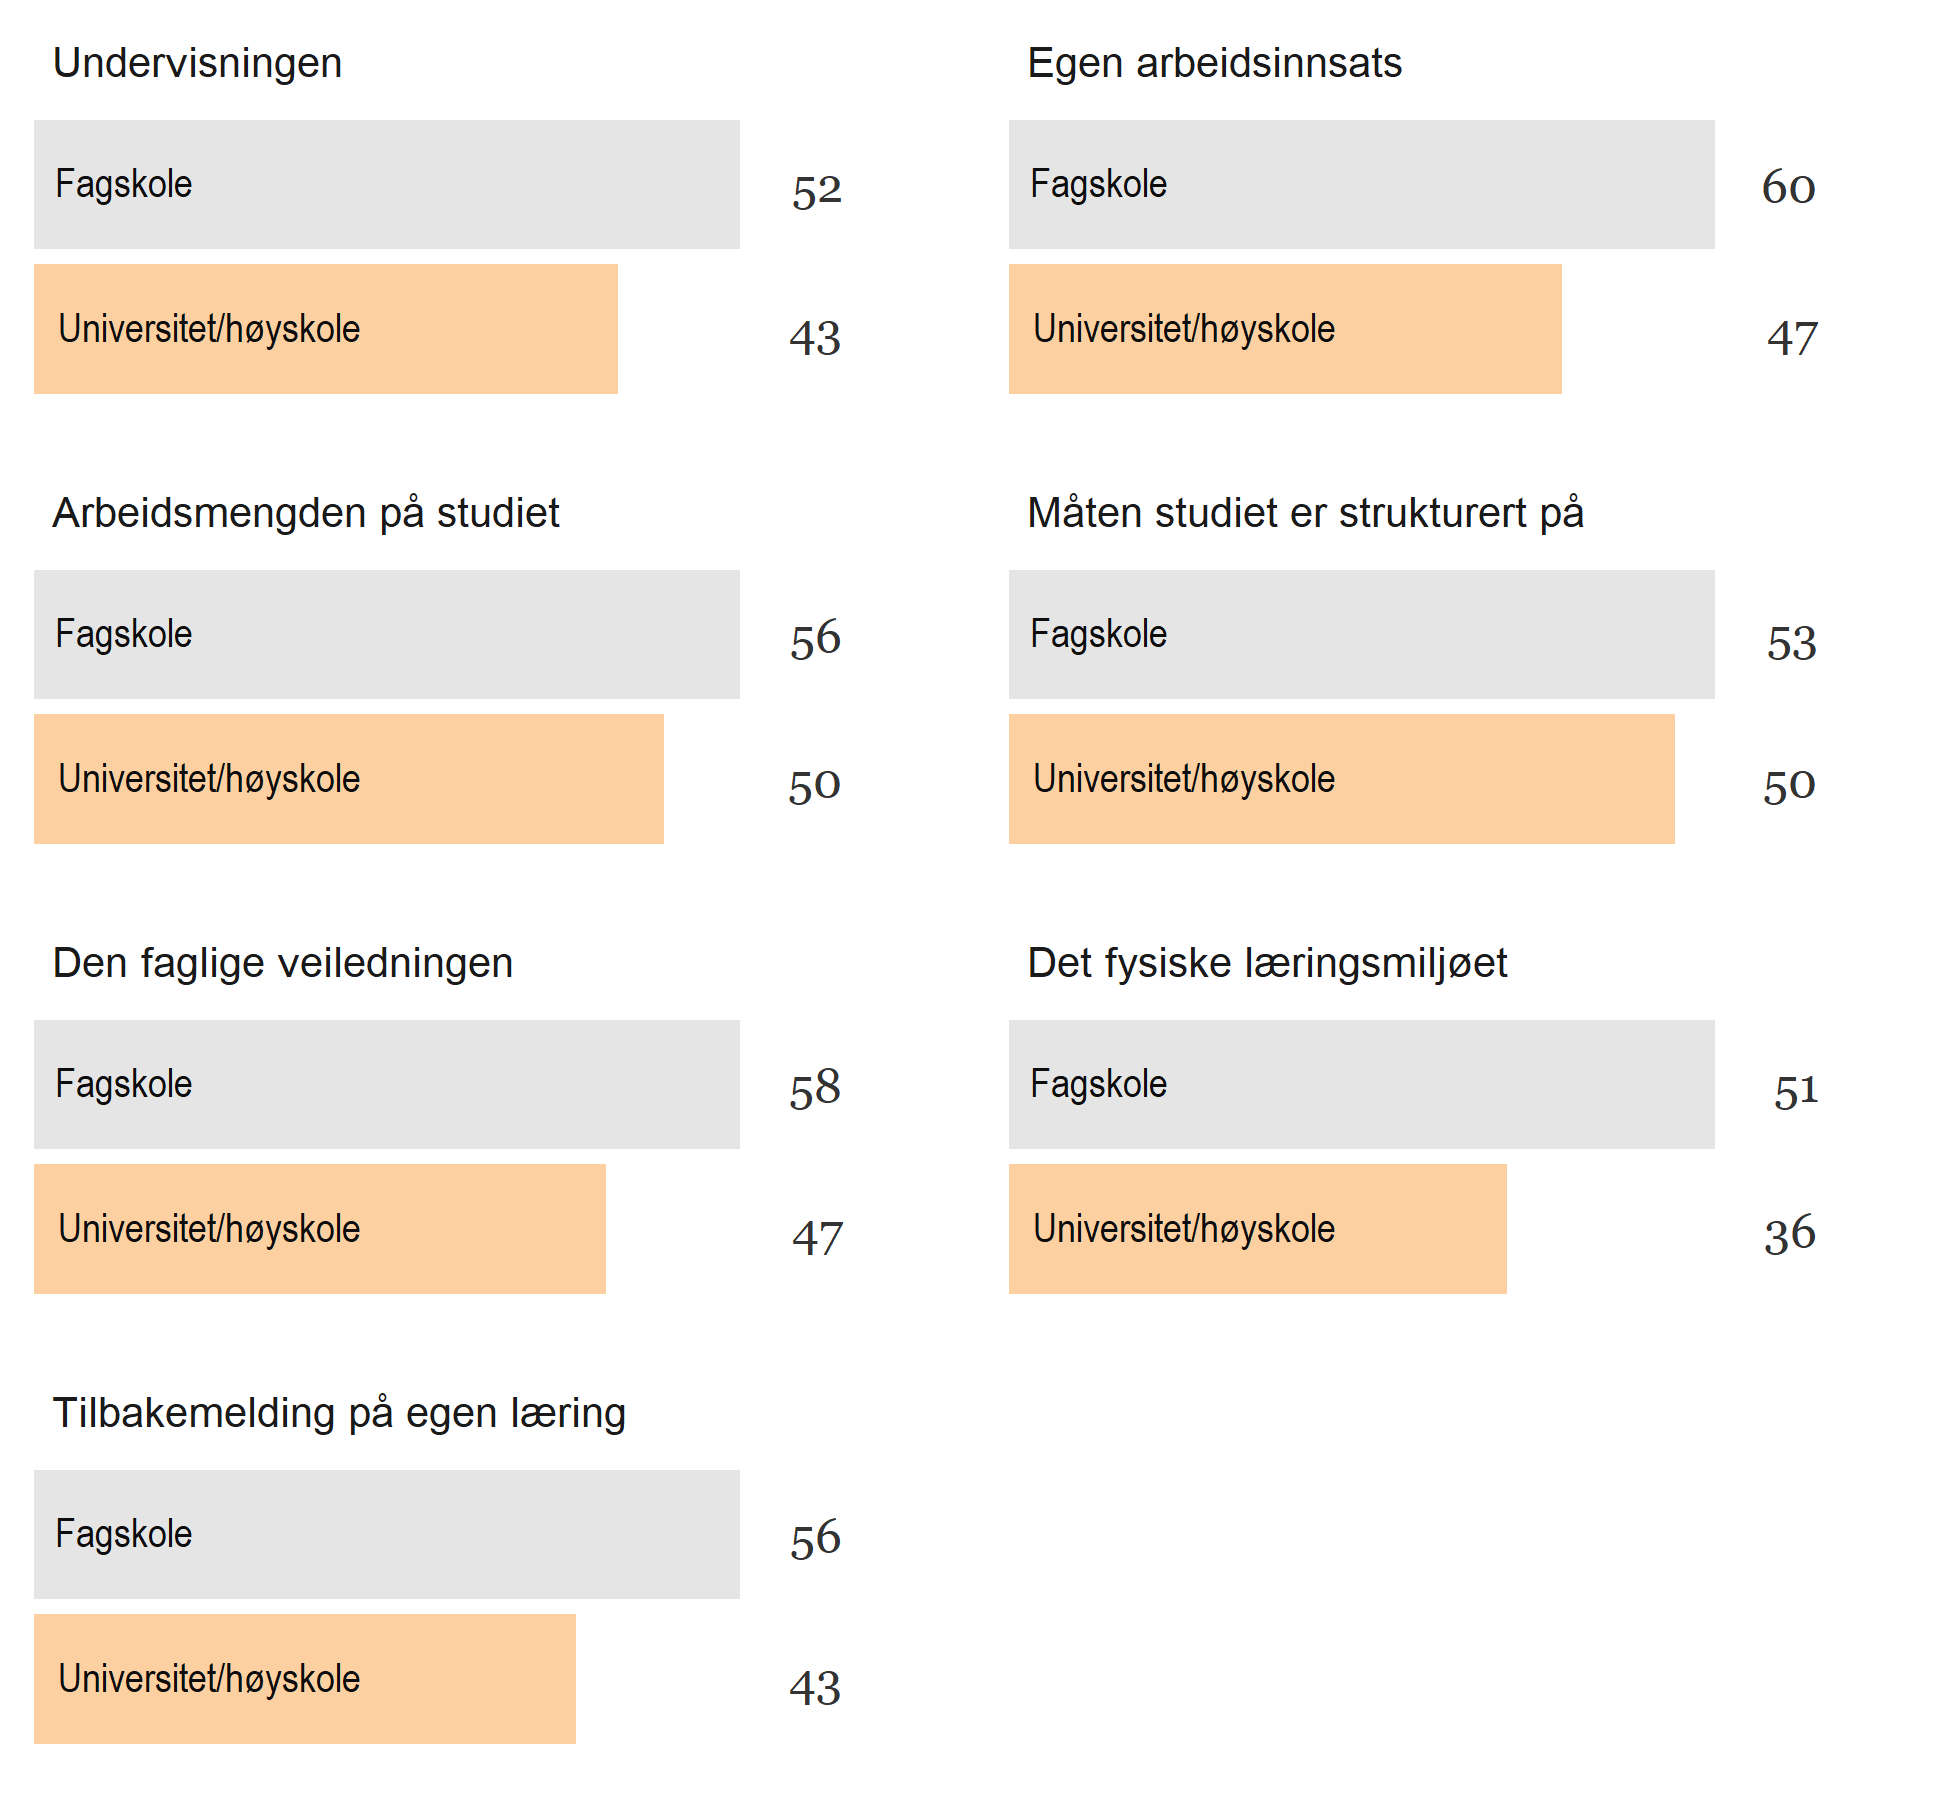 Undervisningen
Fagskole 52
Universitet/høyskole 43
Egen arbeidsinnsats
Fagskole 60
Universitet/høyskole 47
Arbeidsmengden på studiet
Fagskole 56
Universitet/høyskole 50
Måten studiet er strukturert på
Fagskole 53
Universitet/høyskole 50
Den faglige veiledningen
Fagskole 58
Universitet/høyskole 47
Det fysiske læringsmiljøet
Fagskole 51
Universitet/høyskole 36
Tilbakemelding på egen læring
Fagskole 56
Universitet/høyskole 43